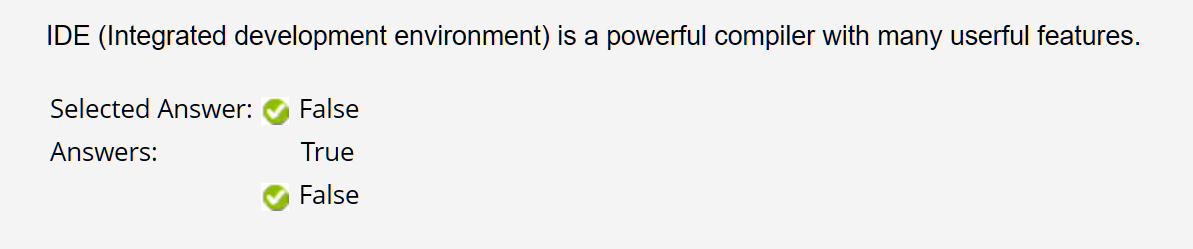 IDE (Integrated development environment) is a powerful compiler with many userful features.
Selected Answer: False
Answers: True
False